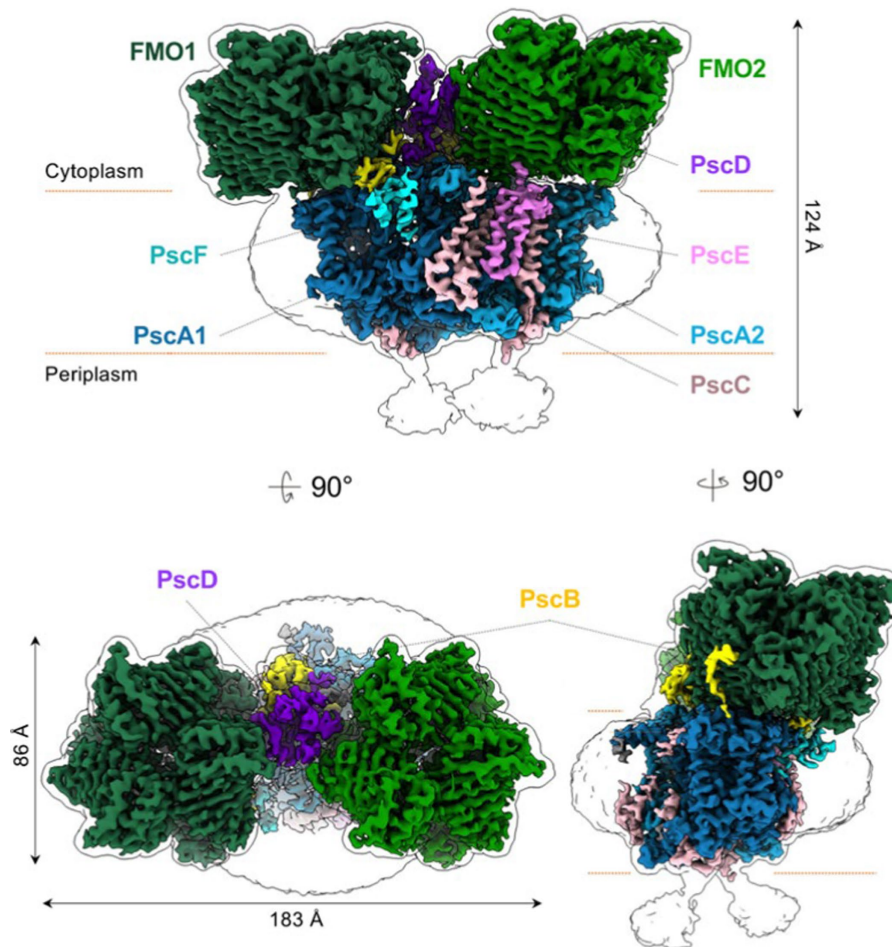 FMO1
FMO2
Cytoplasm
PscD
124 Å
PscF
PscE
PscA1
PscA2
Periplasm
PscC
90°
90°
PscD
PscB
86 Å
183 Å